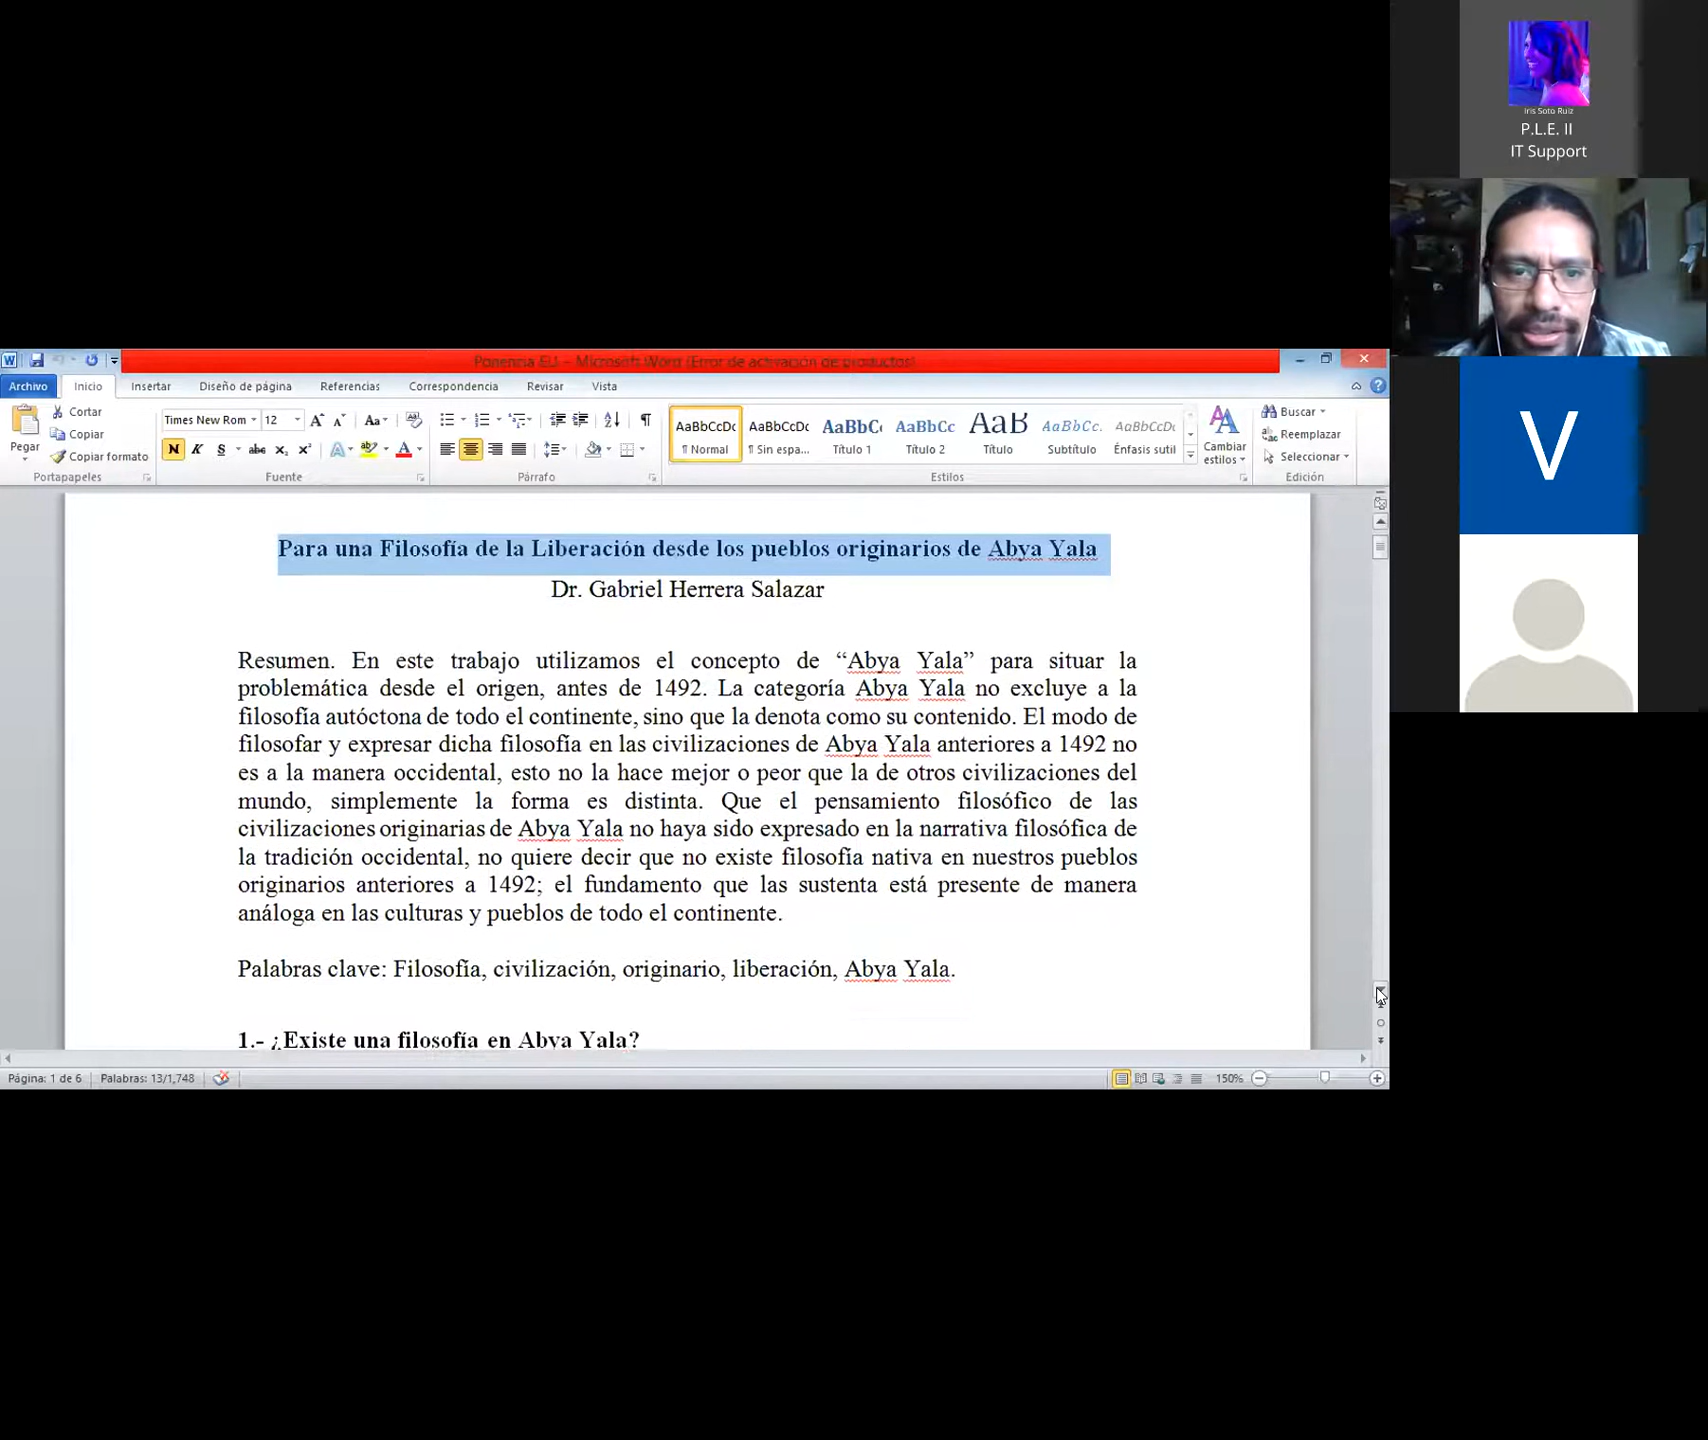 Iris Soto Ruiz
P.L.E. II
IT Support
V
Ponencia EU - Microsoft Word (Error de activación de productos)
Archivo Inicio Insertar Diseño de página Referencias Correspondencia Revisar Vista
Cortar
Copiar
Copiar formato
Pegar
Portapapeles
Times New Rom 12
Aa
N K S abc x₂ x² A ab A
Fuente
Párrafo
AaBbCcDc AaBbCcDc AaBbC AaBbCc AaB AaBbCc. AaBbCcDc
¶ Normal ¶ Sin espa... Título 1 Título 2 Título Subtítulo Énfasis sutil
Estilos
Cambiar
estilos
Buscar
Reemplazar
Seleccionar
Edición
Para una Filosofía de la Liberación desde los pueblos originarios de Abya Yala
Dr. Gabriel Herrera Salazar
Resumen. En este trabajo utilizamos el concepto de “Abya Yala” para situar la
problemática desde el origen, antes de 1492. La categoría Abya Yala no excluye a la
filosofía autóctona de todo el continente, sino que la denota como su contenido. El modo de
filosofar y expresar dicha filosofía en las civilizaciones de Abya Yala anteriores a 1492 no
es a la manera occidental, esto no la hace mejor o peor que la de otros civilizaciones del
mundo, simplemente la forma es distinta. Que el pensamiento filosófico de las
civilizaciones originarias de Abya Yala no haya sido expresado en la narrativa filosófica de
la tradición occidental, no quiere decir que no existe filosofía nativa en nuestros pueblos
originarios anteriores a 1492; el fundamento que las sustenta está presente de manera
análoga en las culturas y pueblos de todo el continente.
Palabras clave: Filosofía, civilización, originario, liberación, Abya Yala.
1.- ¿Existe una filosofía en Abya Yala?
Página: 1 de 6 Palabras: 13/1,748 150%